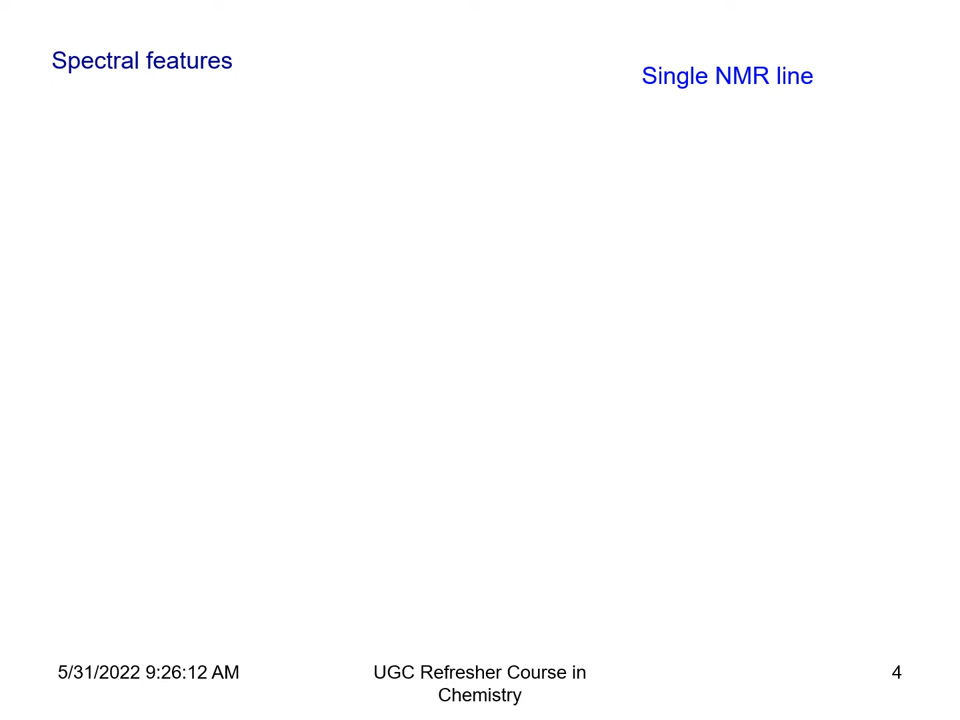 Spectral features
Single NMR line
5/31/2022 9:26:12 AM
UGC Refresher Course in
Chemistry
4